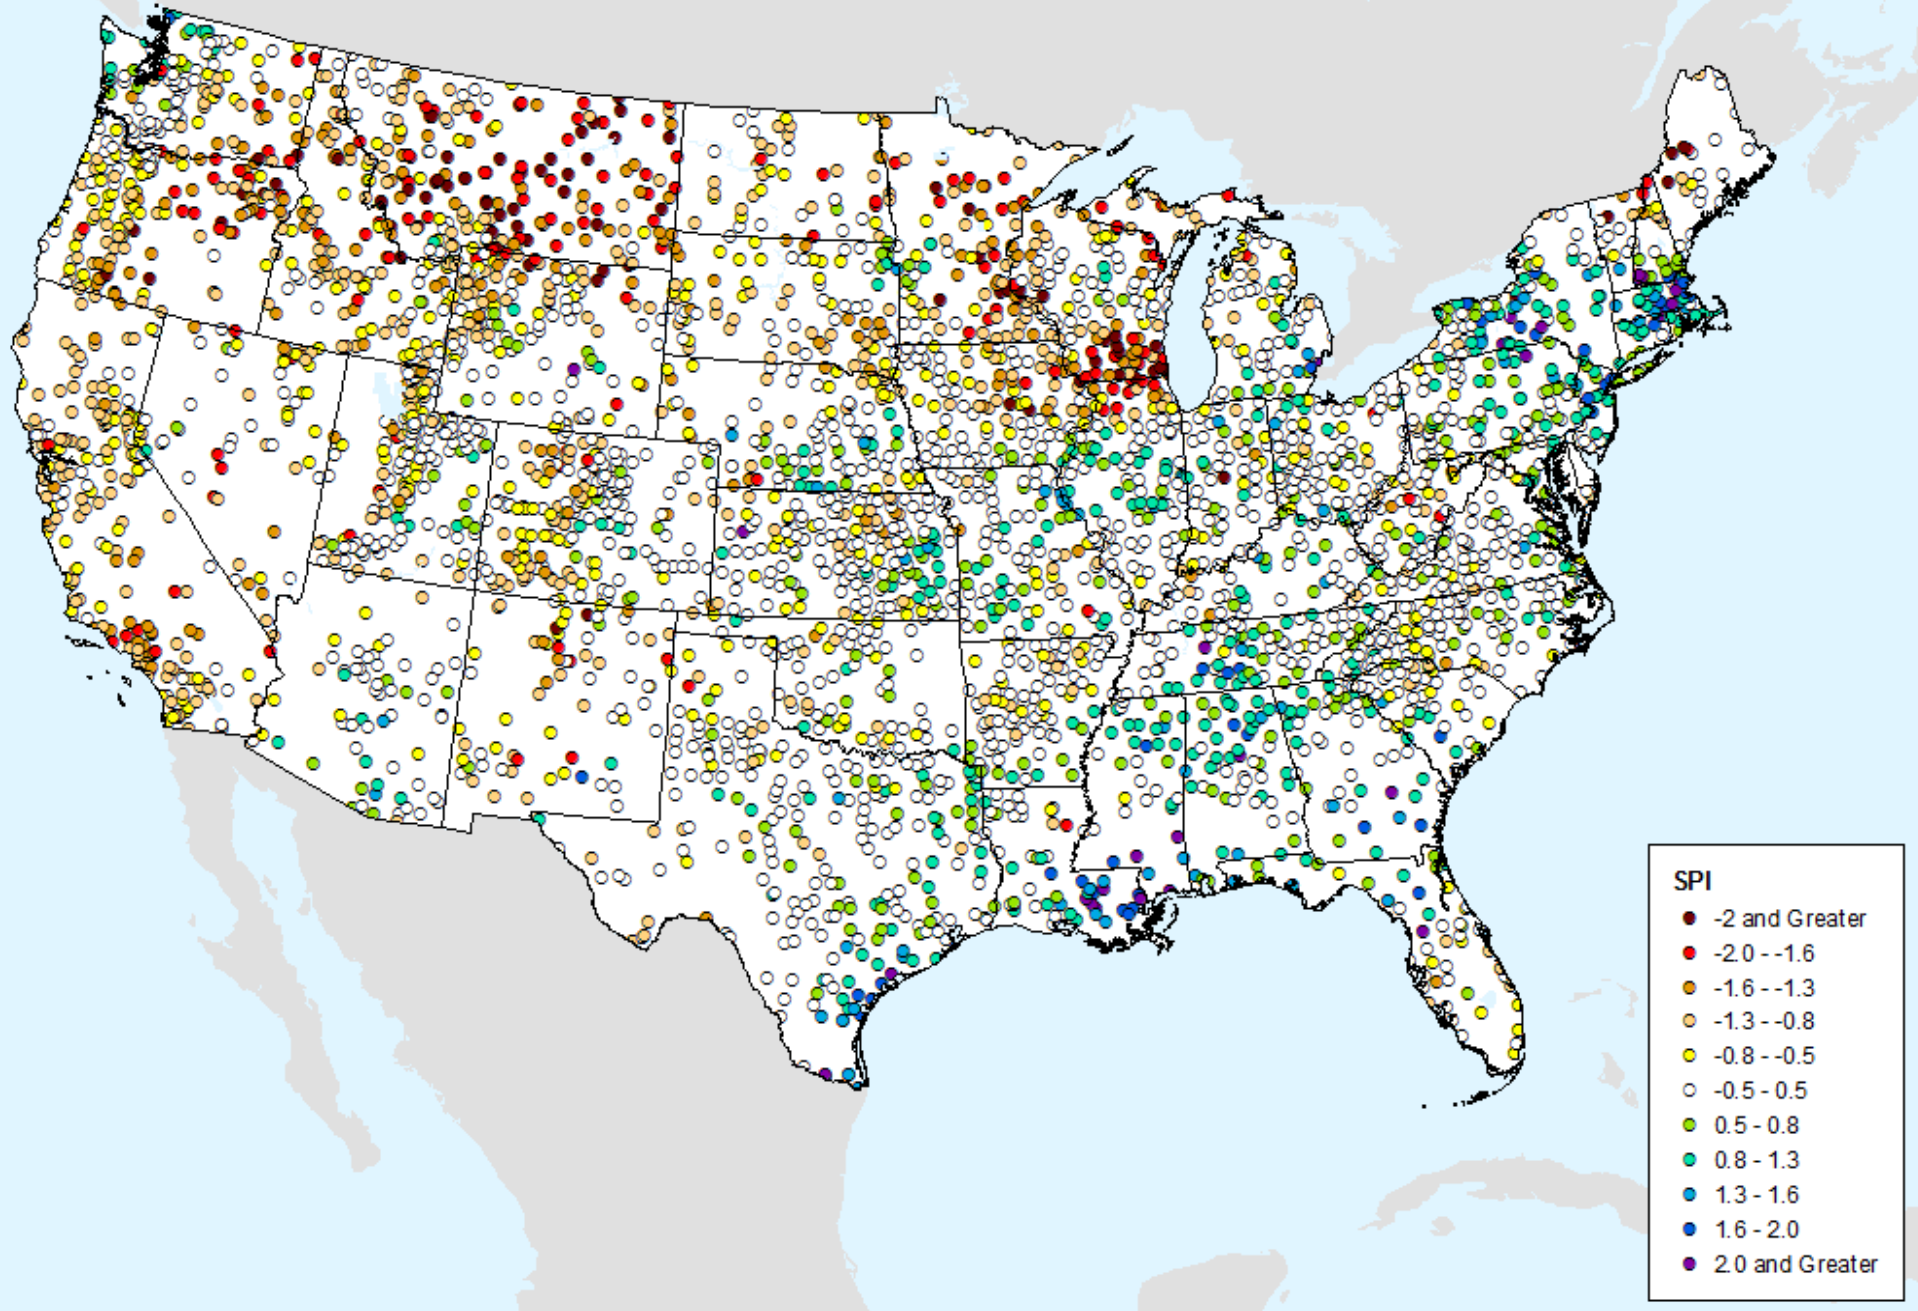 SPI
-2 and Greater
-2.0 - -1.6
-1.6 - -1.3
-1.3 - -0.8
-0.8 - -0.5
-0.5 - 0.5
0.5 - 0.8
0.8 - 1.3
1.3 - 1.6
1.6 - 2.0
2.0 and Greater